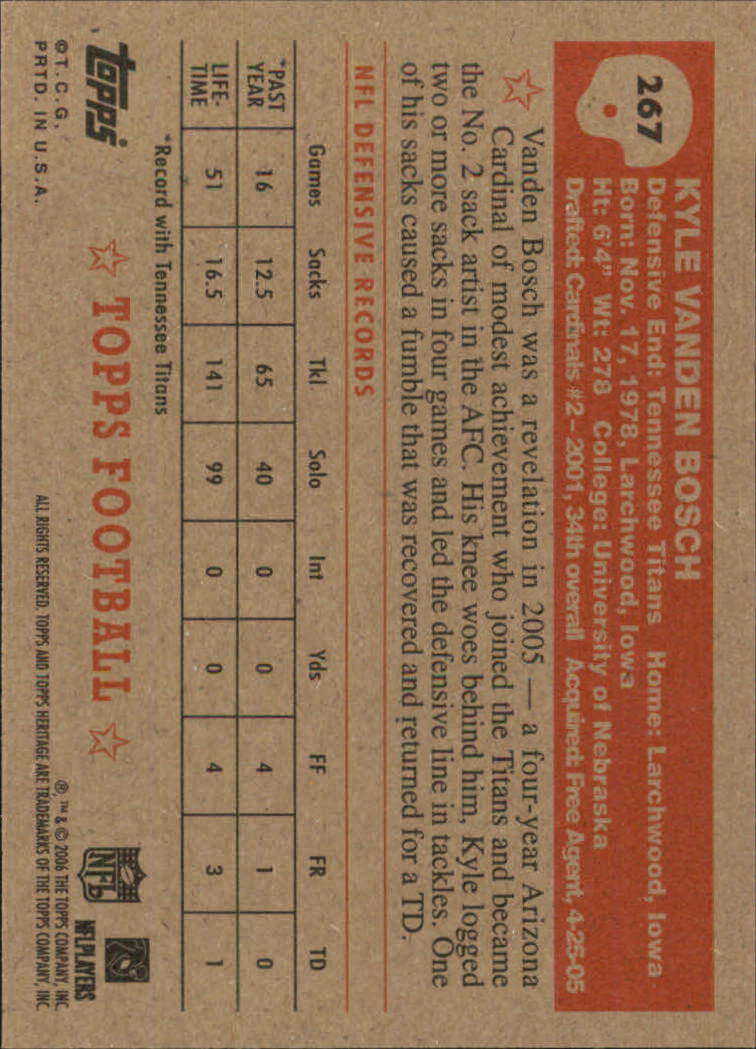 267
KYLE VANDEN BOSCH
Defensive End: Tennessee Titans Home: Larchwood, Iowa
Born: Nov. 17, 1978, Larchwood, Iowa
Ht: 6'4" Wt: 278 College: University of Nebraska
Drafted: Cardinals #2 – 2001, 34th overall Acquired: Free Agent, 4-25-05
Vanden Bosch was a revelation in 2005 — a four-year Arizona
Cardinal of modest achievement who joined the Titans and became
the No. 2 sack artist in the AFC. His knee woes behind him, Kyle logged
two or more sacks in four games and led the defensive line in tackles. One
of his sacks caused a fumble that was recovered and returned for a TD.
NFL DEFENSIVE RECORDS
Games Sacks Tkl Solo Int Yds FF FR TD
*PAST YEAR 16 12.5 65 40 0 0 4 1 0
LIFE-TIME 51 16.5 141 99 0 0 4 3 1
*Record with Tennessee Titans
topps
©T.C.G.
PRTD. IN U.S.A.
TOPPS FOOTBALL
NFL
NFLPLAYERS
®, ™ & © 2006 THE TOPPS COMPANY, INC.
ALL RIGHTS RESERVED. TOPPS AND TOPPS HERITAGE ARE TRADEMARKS OF THE TOPPS COMPANY, INC.